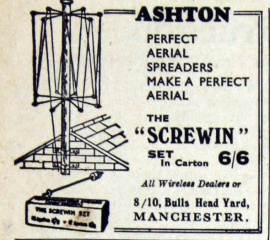 ASHTON
PERFECT
AERIAL
SPREADERS
MAKE A PERFECT
AERIAL
THE
"SCREWIN"
SET In Carton 6/6
All Wireless Dealers or
8/10, Bulls Head Yard,
MANCHESTER.
THE SCREWIN SET